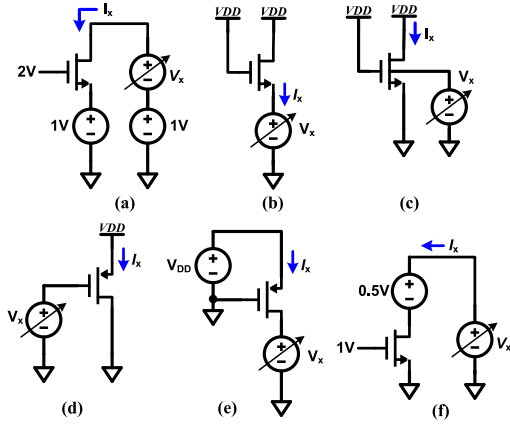 Ix VDD VDD VDD VDD
2V Vx Ix Ix Vx
1V 1V Vx
(a) (b) (c)
VDD
Ix VDD Ix Ix
Vx 0.5V
Vx 1V Vx
(d) (e) (f)